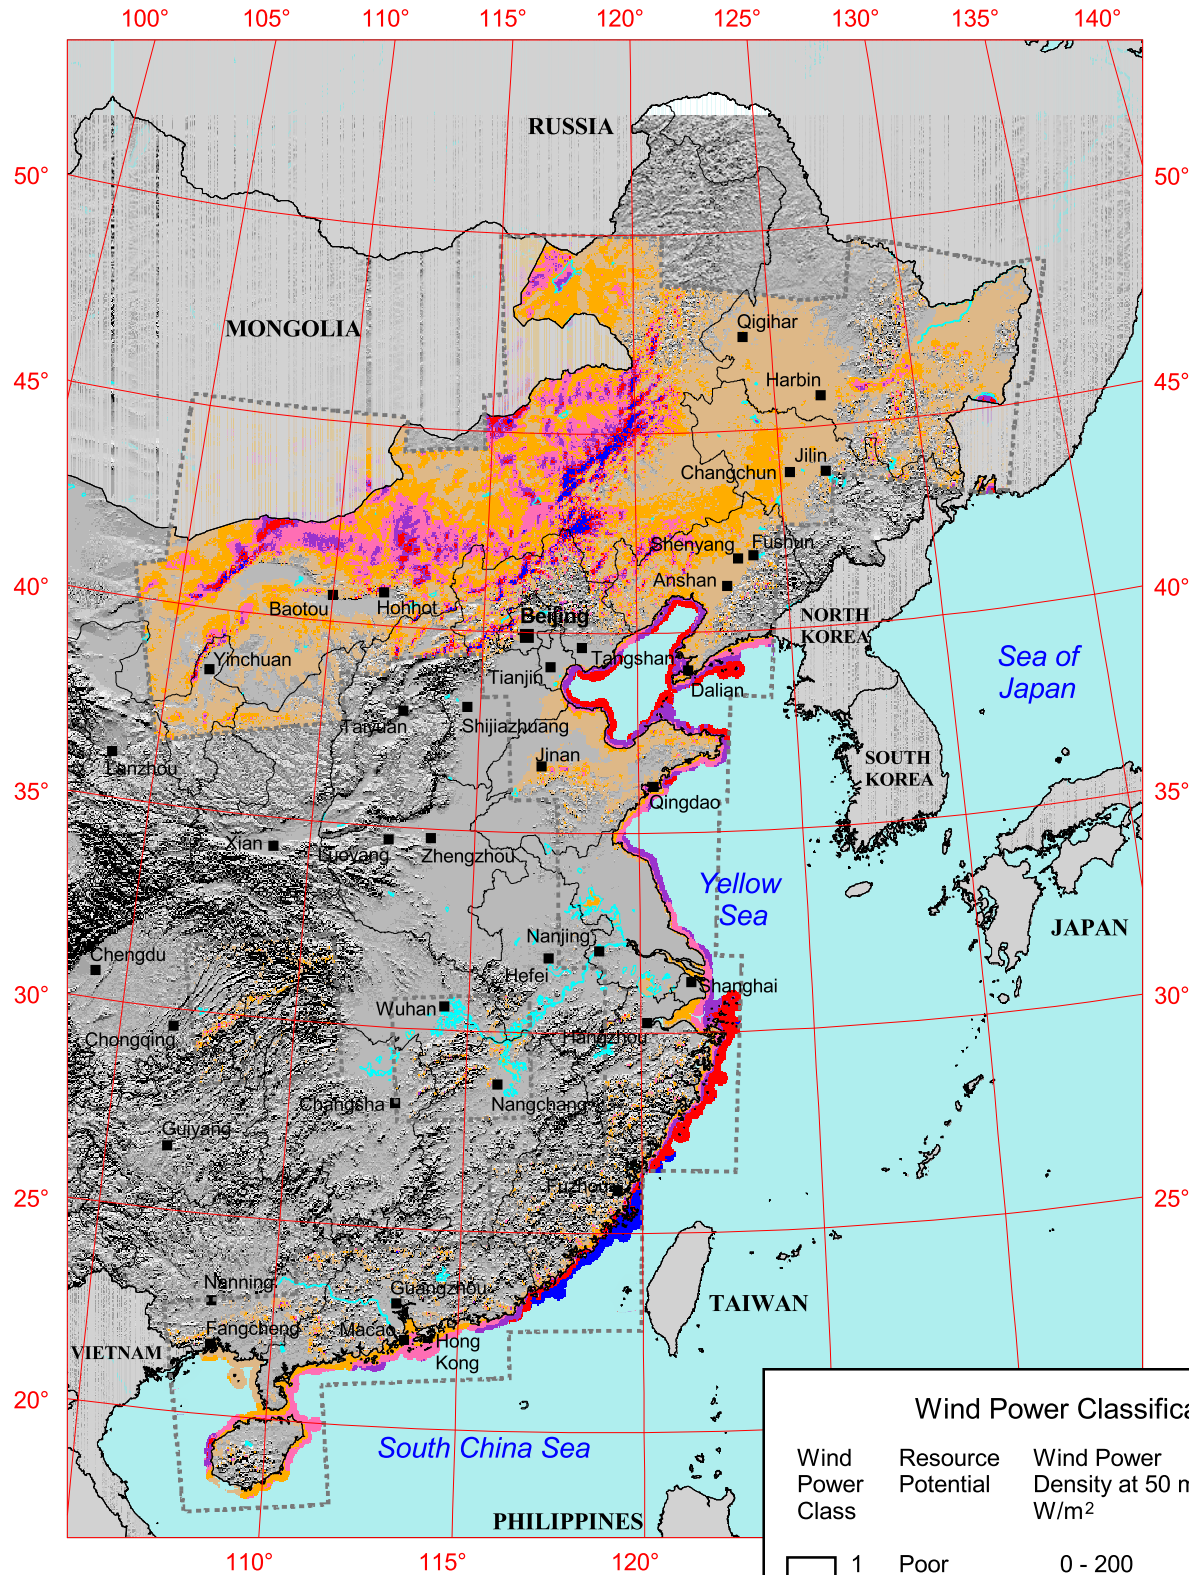 100° 105° 110° 115° 120° 125° 130° 135° 140°
RUSSIA
50° 50°
MONGOLIA
Qigihar
45° 45°
Harbin
Jilin
Changchun
Shenyang Fushun
40° 40°
Anshan
Baotou Hohhot
Beijing
NORTH
KOREA
Yinchuan
Tangshan
Sea of
Japan
Tianjin
Dalian
Taiyuan Shijiazhuang
Lanzhou
Jinan
SOUTH
KOREA
35° 35°
Qingdao
Xian Luoyang Zhengzhou
Yellow
Sea
JAPAN
Nanjing
Chengdu
Hefei
Shanghai
30° 30°
Wuhan
Chongqing Hangzhou
Changsha Nangchang
Guiyang
Fuzhou
25° 25°
Nanning
Guangzhou
TAIWAN
Fangcheng Macao
Hong
Kong
VIETNAM
20°
South China Sea
PHILIPPINES
110° 115° 120°
Wind Power Classifica
Wind Resource Wind Power
Power Potential Density at 50 m
Class W/m2
1 Poor 0 - 200